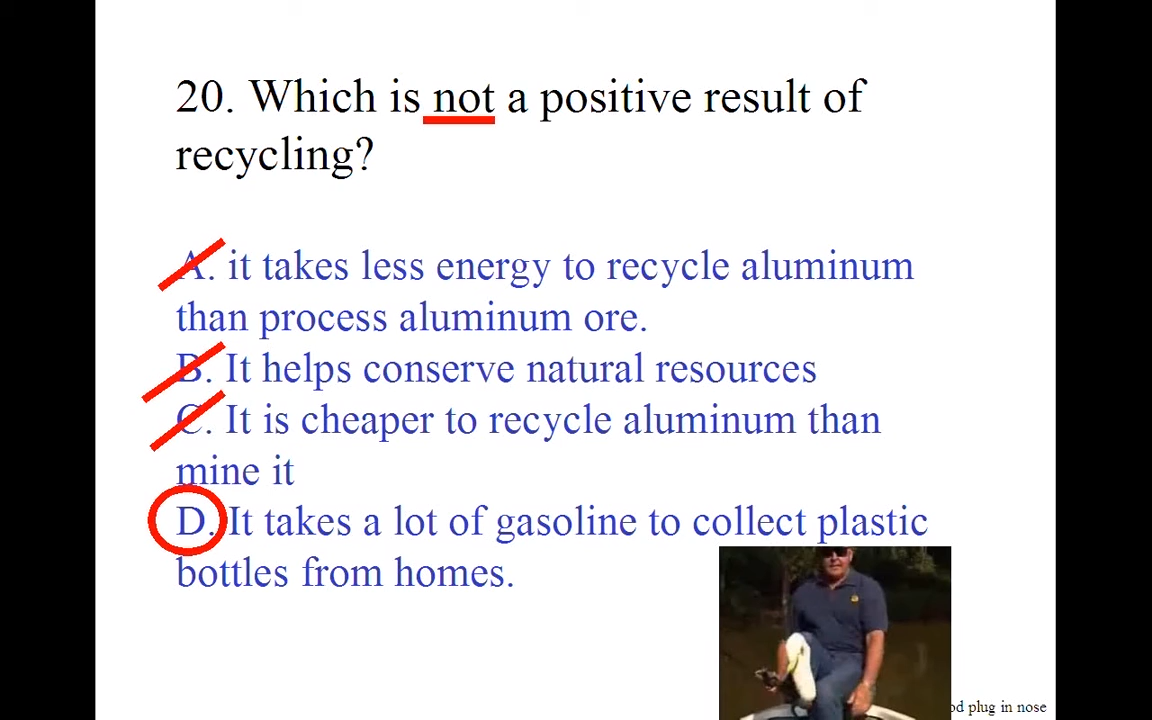 20. Which is not a positive result of
recycling?
A. it takes less energy to recycle aluminum
than process aluminum ore.
B. It helps conserve natural resources
C. It is cheaper to recycle aluminum than
mine it
D. It takes a lot of gasoline to collect plastic
bottles from homes.
plug in nose